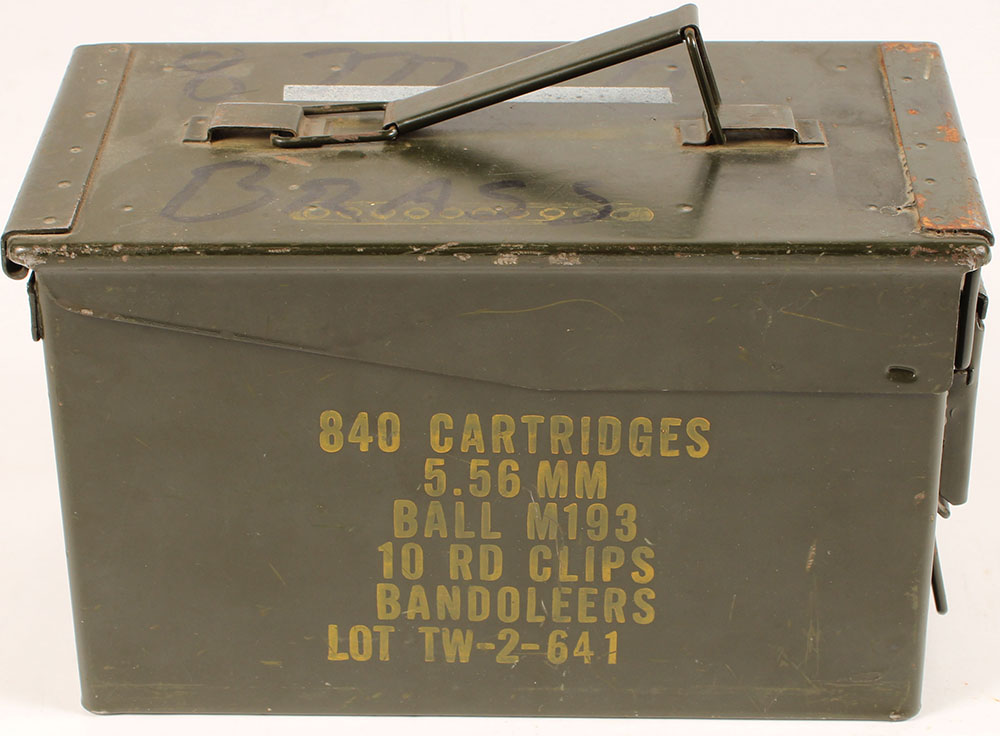 BRASS
840 CARTRIDGES
5.56 MM
BALL M193
10 RD CLIPS
BANDOLEERS
LOT TW-2-641